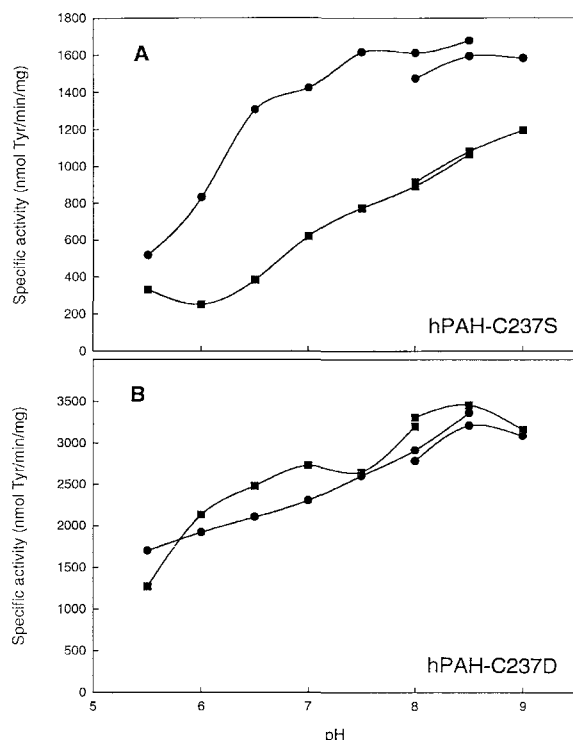 Specific activity (nmol Tyr/min/mg)
1800
1600
1400
1200
1000
800
600
400
200
0
A
hPAH-C237S
Specific activity (nmol Tyr/min/mg)
3500
3000
2500
2000
1500
1000
500
0
B
hPAH-C237D
5 6 7 8 9
pH